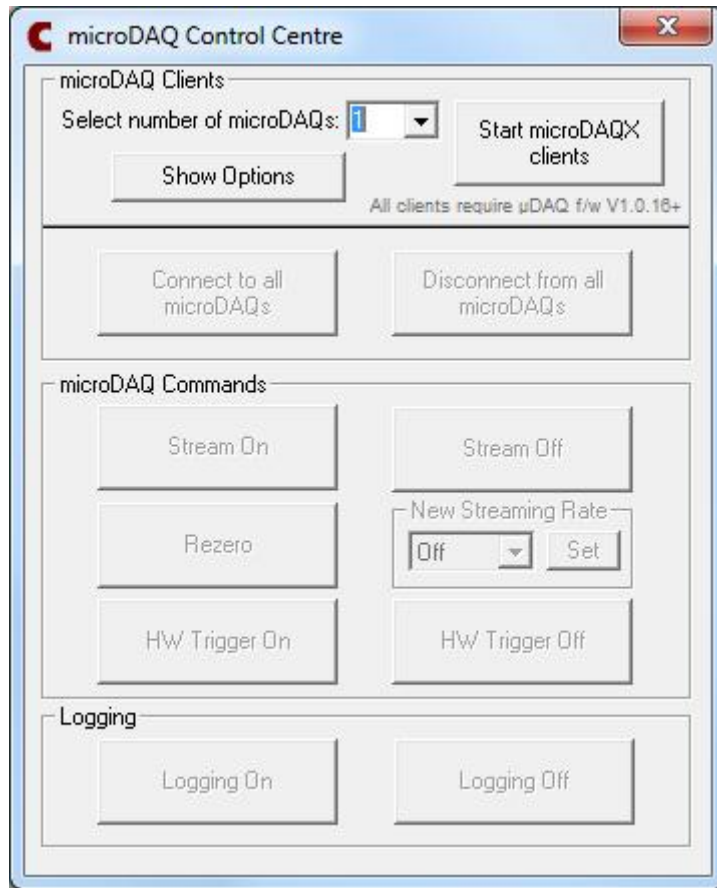 microDAQ Control Centre
microDAQ Clients
Select number of microDAQs: 1
Start microDAQX
clients
Show Options
All clients require µDAQ f/w V1.0.16+
Connect to all
microDAQs
Disconnect from all
microDAQs
microDAQ Commands
Stream On
Stream Off
Rezero
New Streaming Rate
Off
Set
HW Trigger On
HW Trigger Off
Logging
Logging On
Logging Off